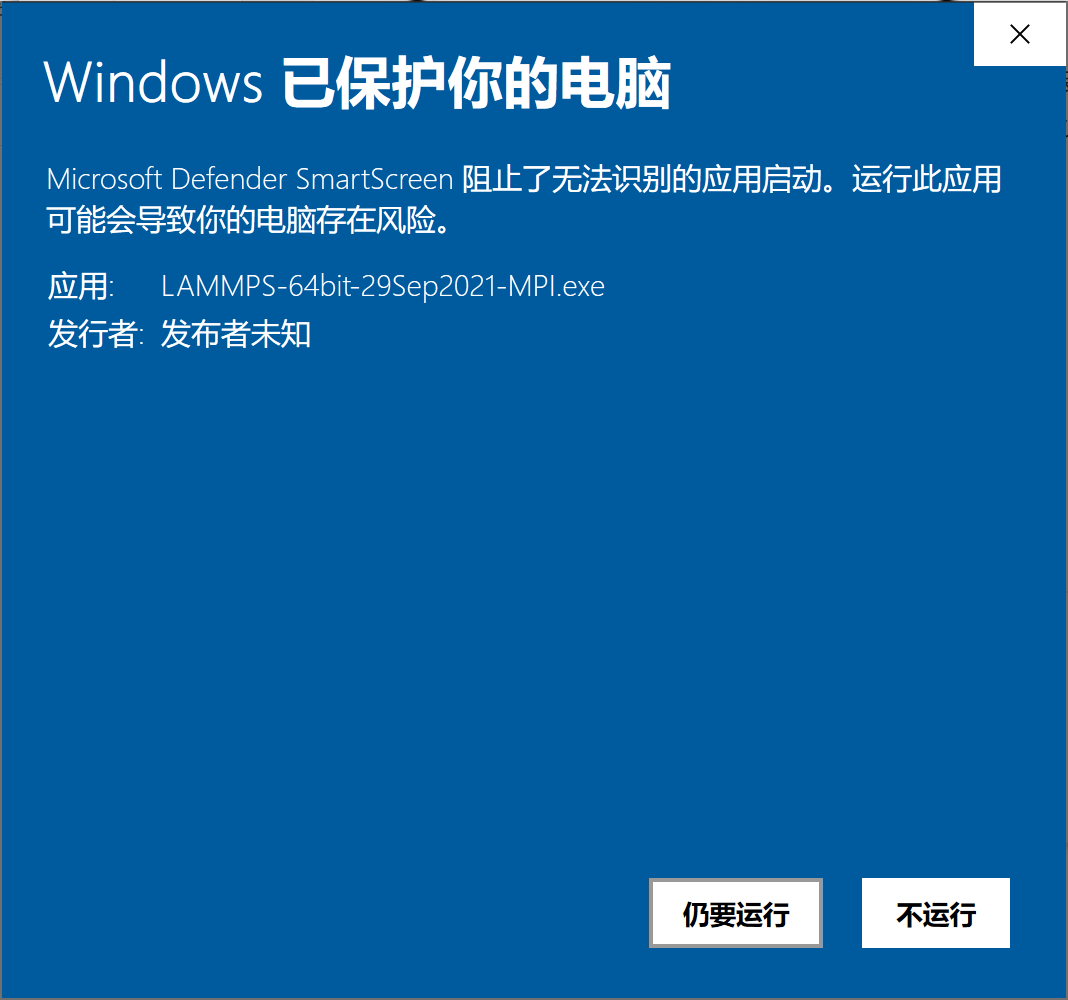 Windows 已保护你的电脑
Microsoft Defender SmartScreen 阻止了无法识别的应用启动。运行此应用
可能会导致你的电脑存在风险。
应用: LAMMPS-64bit-29Sep2021-MPI.exe
发行者: 发布者未知
仍要运行 不运行